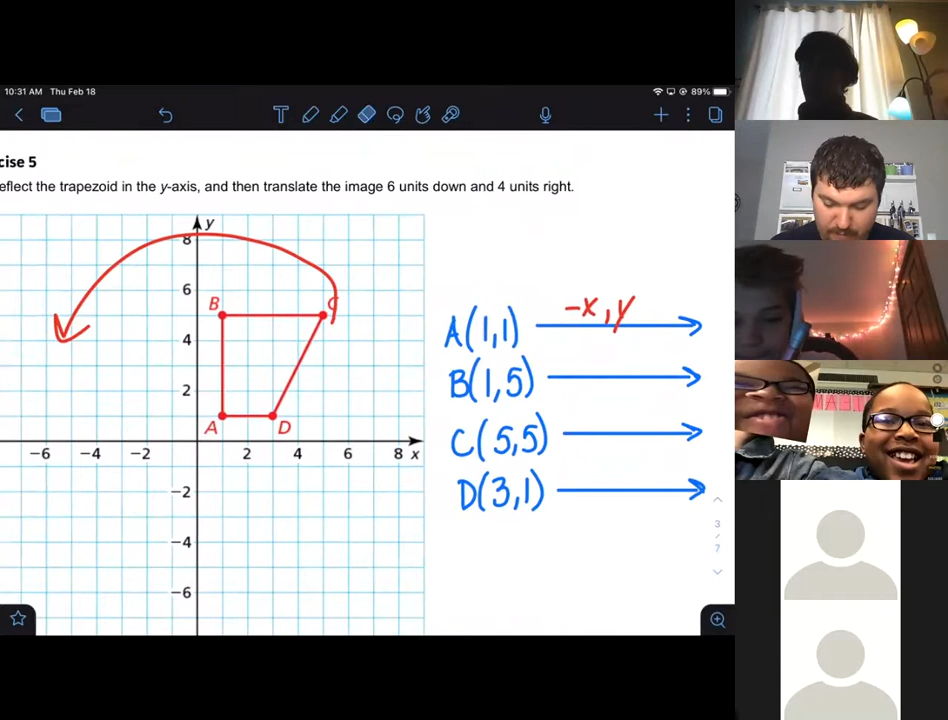 10:31 AM Thu Feb 18
89%
cise 5
eflect the trapezoid in the y-axis, and then translate the image 6 units down and 4 units right.
y
8
6
4
2
−6 −4 −2
2 4 6 8 x
−2
−4
−6
B C
A D
-x, y
A(1,1)
B(1,5)
C(5,5)
D(3,1)
3
/
7